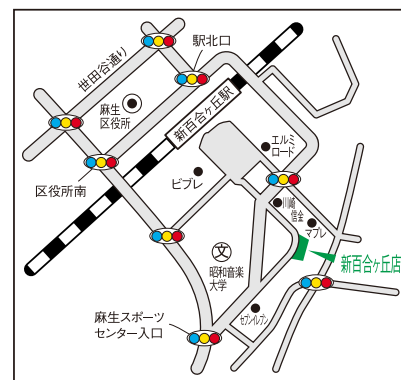 世田谷通り
駅北口
麻生
区役所
新百合ヶ丘駅
区役所南
エルミ
ロード
ビブレ
川崎
信金
マプレ
文
昭和音楽
大学
新百合ヶ丘店
麻生スポーツ
センター入口
セブンイレブン